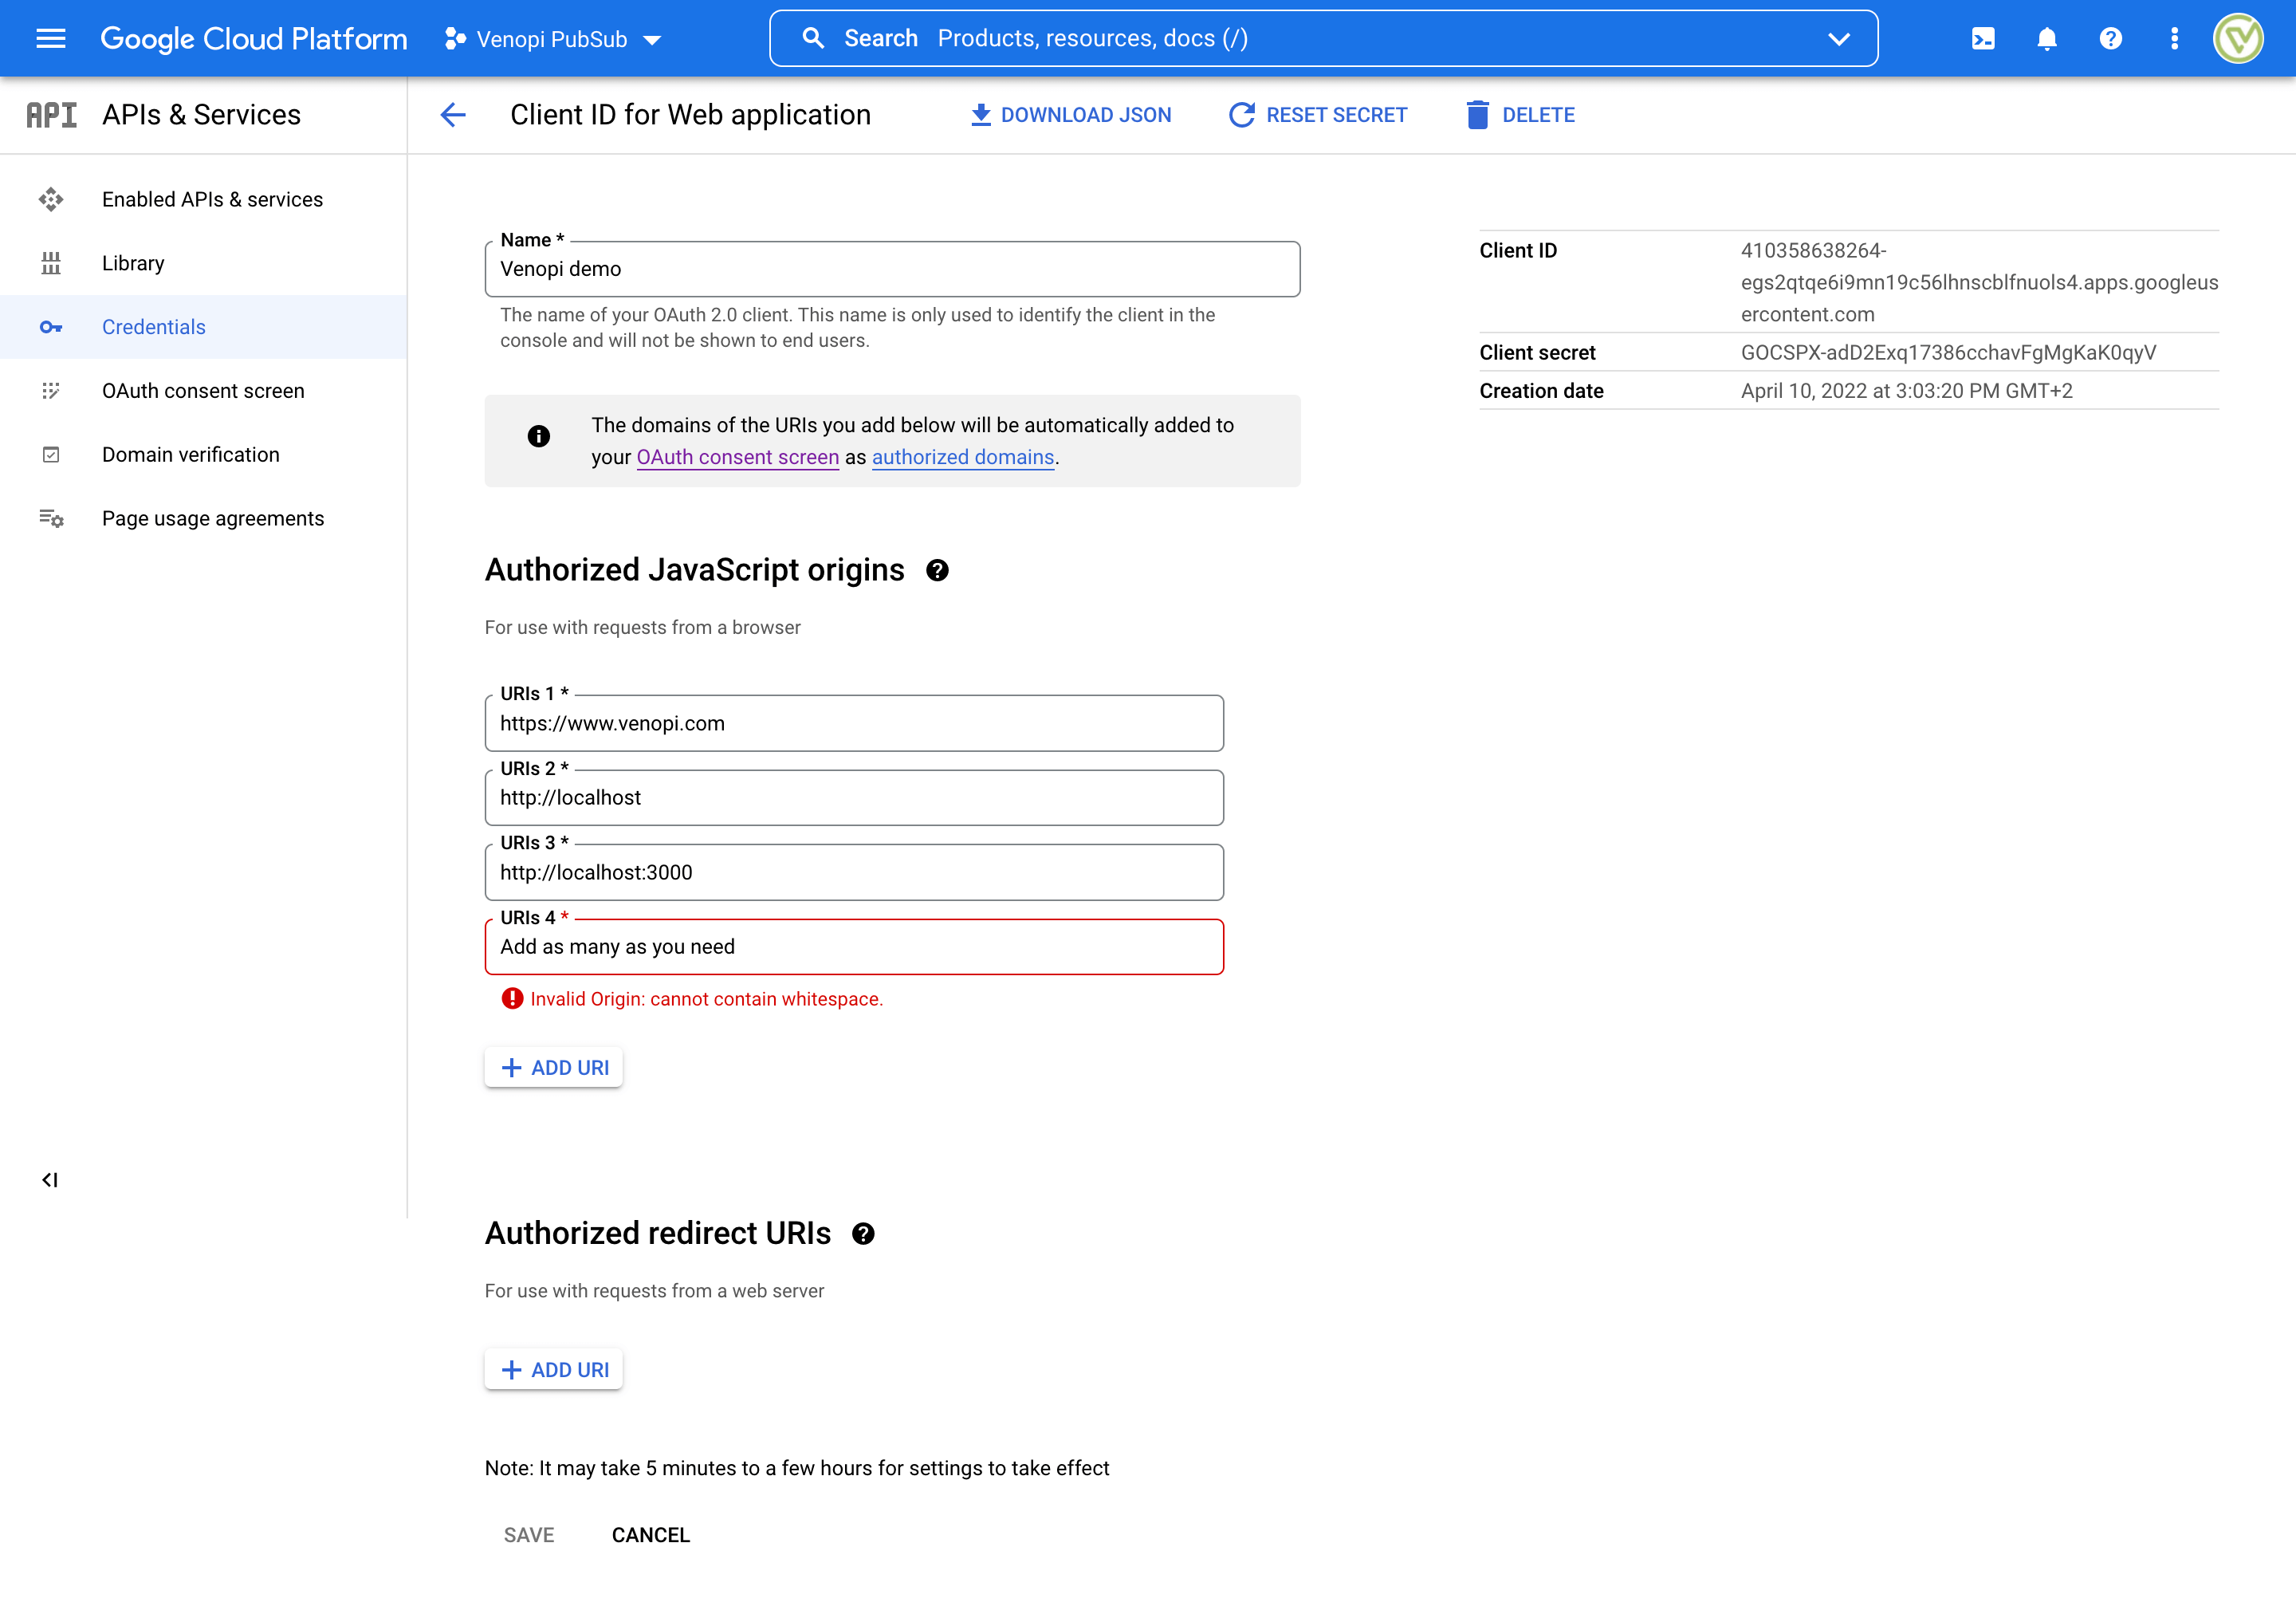 Google Cloud Platform
Venopi PubSub
Search Products, resources, docs (/)
API APIs & Services
Client ID for Web application
DOWNLOAD JSON
RESET SECRET
DELETE
Enabled APIs & services
Library
Credentials
OAuth consent screen
Domain verification
Page usage agreements
Name *
Venopi demo
The name of your OAuth 2.0 client. This name is only used to identify the client in the
console and will not be shown to end users.
The domains of the URIs you add below will be automatically added to
your OAuth consent screen as authorized domains.
Client ID
410358638264-
egs2qtqe6i9mn19c56lhnscblfnuols4.apps.googleus
ercontent.com
Client secret
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
Creation date
April 10, 2022 at 3:03:20 PM GMT+2
Authorized JavaScript origins
For use with requests from a browser
URIs 1 *
https://www.venopi.com
URIs 2 *
http://localhost
URIs 3 *
http://localhost:3000
URIs 4 *
Add as many as you need
Invalid Origin: cannot contain whitespace.
ADD URI
Authorized redirect URIs
For use with requests from a web server
ADD URI
Note: It may take 5 minutes to a few hours for settings to take effect
SAVE
CANCEL